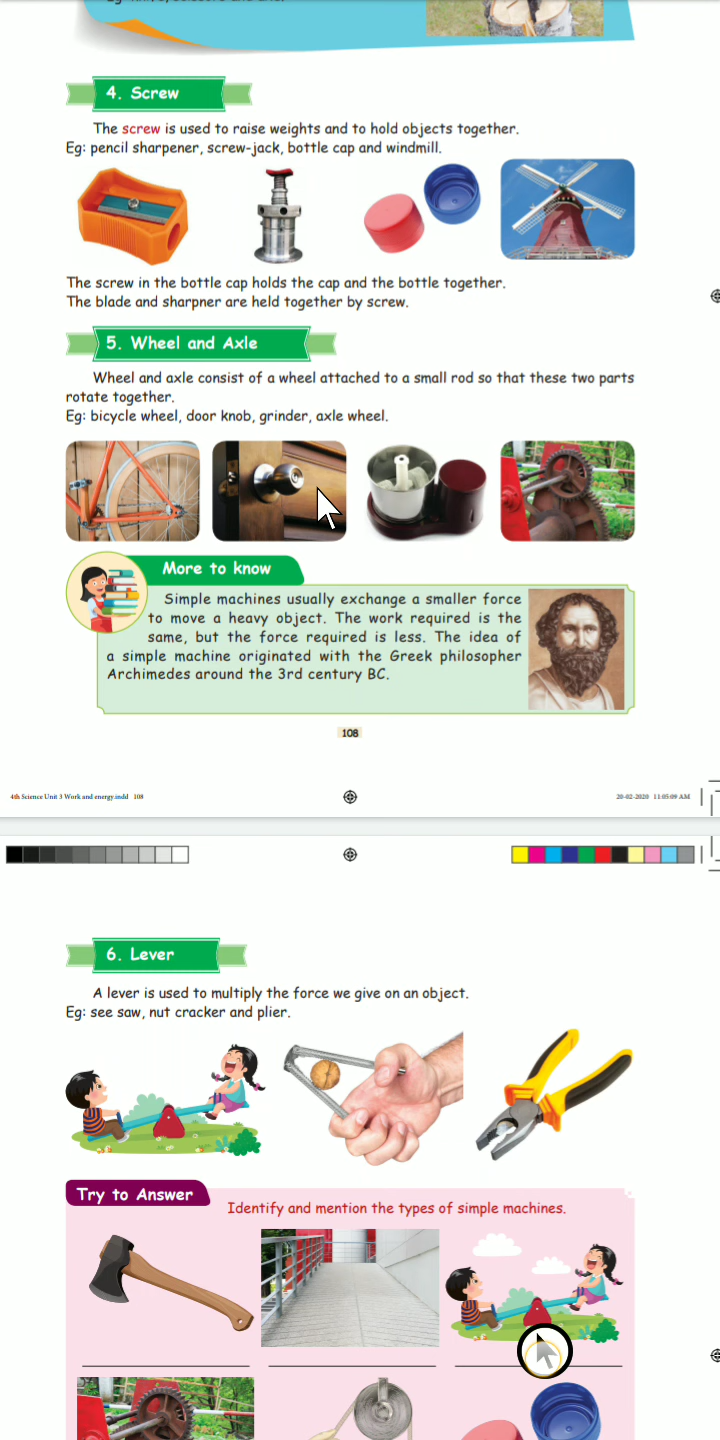 4. Screw
The screw is used to raise weights and to hold objects together.
Eg: pencil sharpener, screw-jack, bottle cap and windmill.
The screw in the bottle cap holds the cap and the bottle together.
The blade and sharpner are held together by screw.
5. Wheel and Axle
Wheel and axle consist of a wheel attached to a small rod so that these two parts
rotate together.
Eg: bicycle wheel, door knob, grinder, axle wheel.
More to know
Simple machines usually exchange a smaller force
to move a heavy object. The work required is the
same, but the force required is less. The idea of
a simple machine originated with the Greek philosopher
Archimedes around the 3rd century BC.
108
4th Science Unit 3 Work and energy.indd 108
20-02-2020 11:05:09 AM
6. Lever
A lever is used to multiply the force we give on an object.
Eg: see saw, nut cracker and plier.
Try to Answer
Identify and mention the types of simple machines.